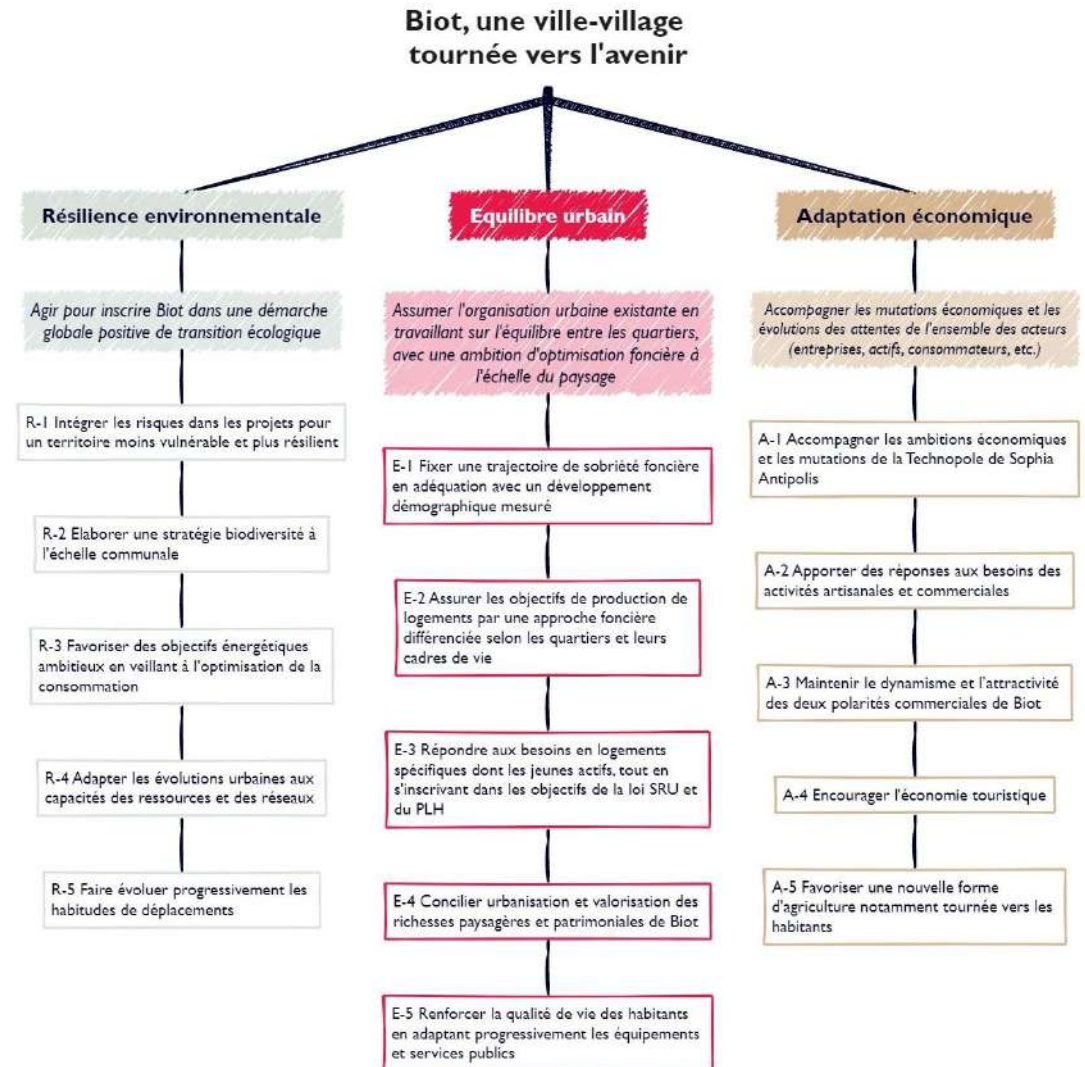 Biot, une ville-village
tournée vers l'avenir
Résilience environnementale
Agir pour inscrire Biot dans une démarche
globale positive de transition écologique
R-1 Intégrer les risques dans les projets pour
un territoire moins vulnérable et plus résilient
R-2 Elaborer une stratégie biodiversité à
l'échelle communale
R-3 Favoriser des objectifs énergétiques
ambitieux en veillant à l'optimisation de la
consommation
R-4 Adapter les évolutions urbaines aux
capacités des ressources et des réseaux
R-5 Faire évoluer progressivement les
habitudes de déplacements
Equilibre urbain
Assumer l'organisation urbaine existante en
travaillant sur l'équilibre entre les quartiers,
avec une ambition d'optimisation foncière à
l'échelle du paysage
E-1 Fixer une trajectoire de sobriété foncière
en adéquation avec un développement
démographique mesuré
E-2 Assurer les objectifs de production de
logements par une approche foncière
différenciée selon les quartiers et leurs
cadres de vie
E-3 Répondre aux besoins en logements
spécifiques dont les jeunes actifs, tout en
s'inscrivant dans les objectifs de la loi SRU et
du PLH
E-4 Concilier urbanisation et valorisation des
richesses paysagères et patrimoniales de Biot
E-5 Renforcer la qualité de vie des habitants
en adaptant progressivement les équipements
et services publics
Adaptation économique
Accompagner les mutations économiques et les
évolutions des attentes de l'ensemble des acteurs
(entreprises, actifs, consommateurs, etc.)
A-1 Accompagner les ambitions économiques
et les mutations de la Technopole de Sophia
Antipolis
A-2 Apporter des réponses aux besoins des
activités artisanales et commerciales
A-3 Maintenir le dynamisme et l'attractivité
des deux polarités commerciales de Biot
A-4 Encourager l'économie touristique
A-5 Favoriser une nouvelle forme
d'agriculture notamment tournée vers les
habitants